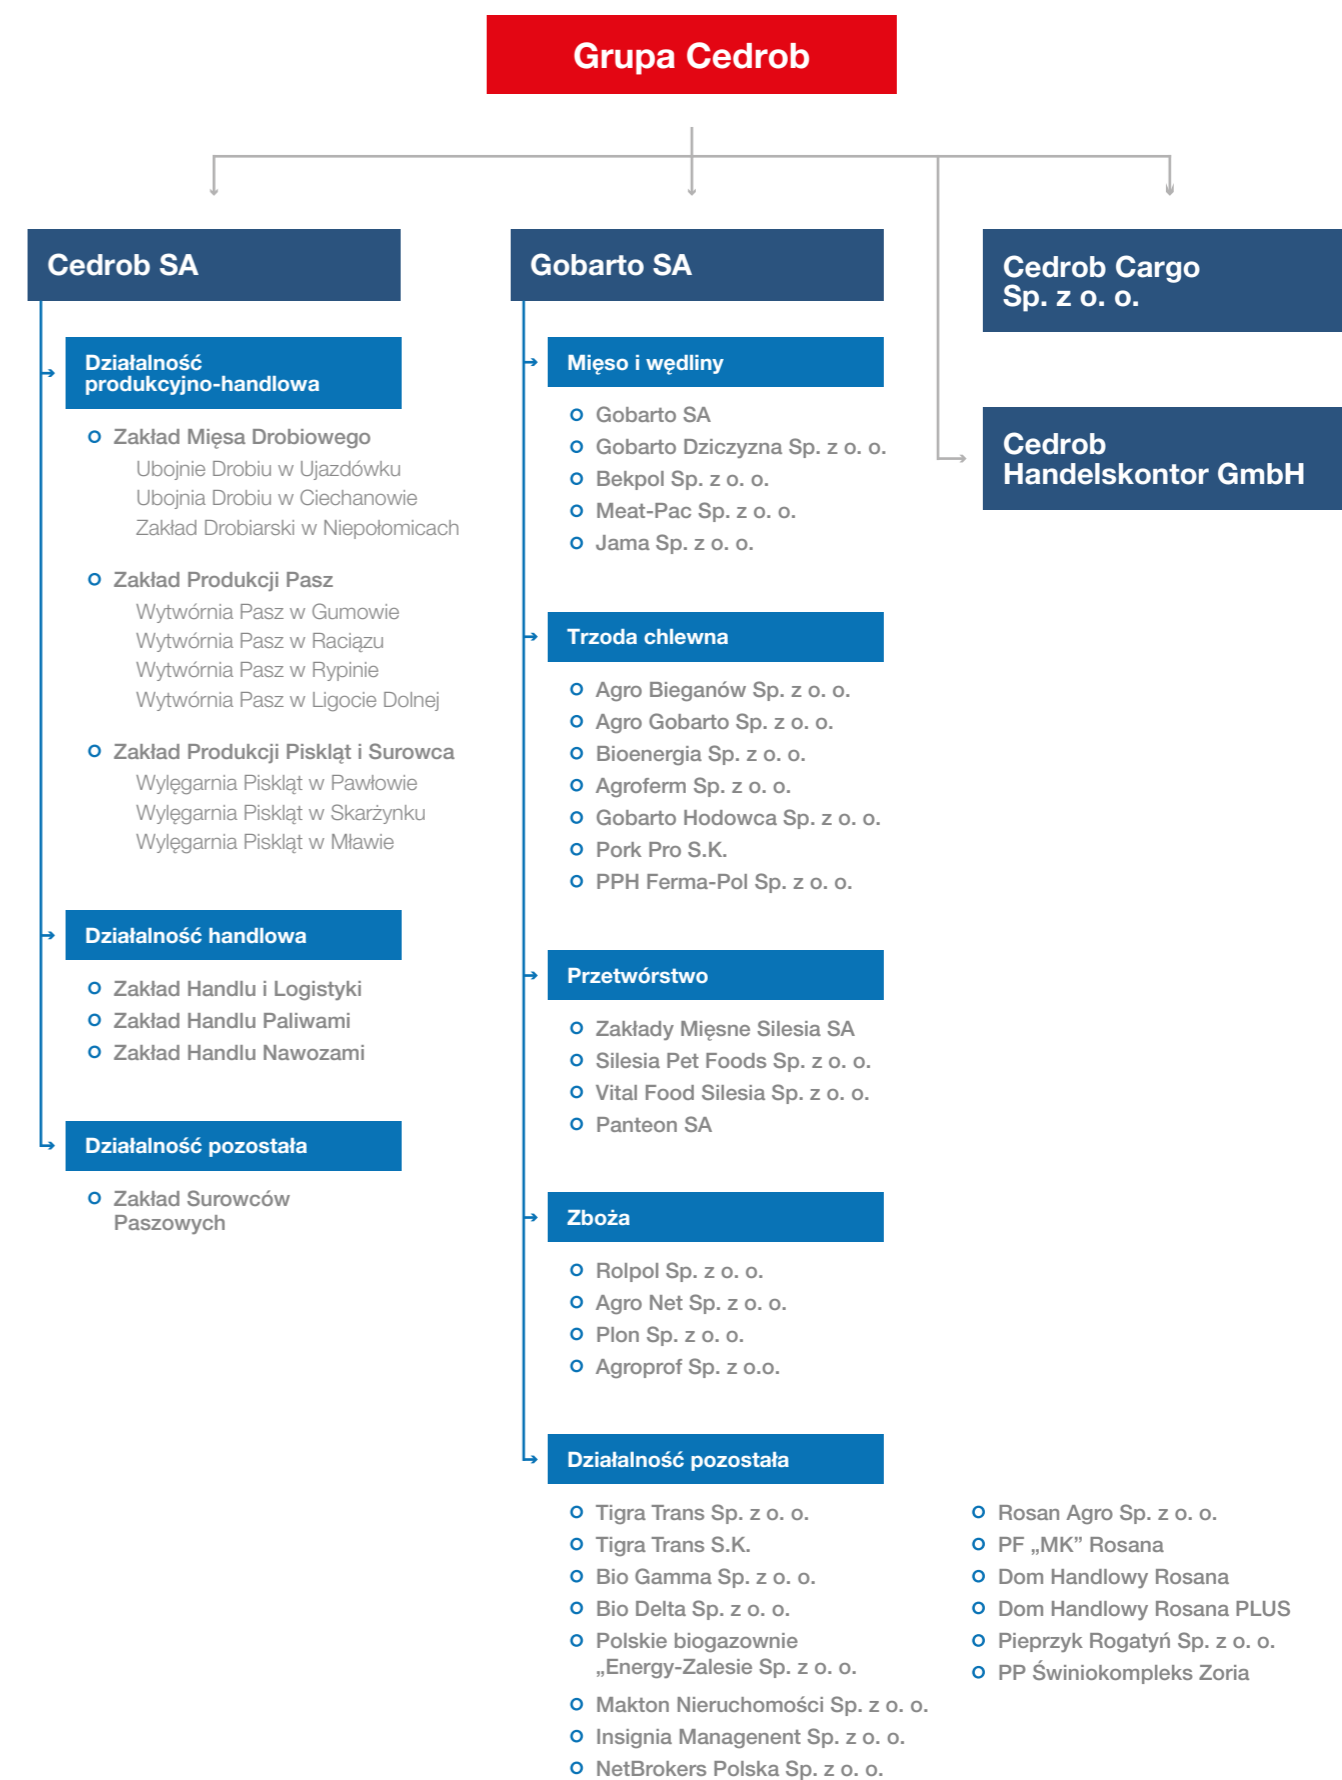 Grupa Cedrob
Cedrob SA
Działalność
produkcyjno-handlowa
O Zakład Mięsa Drobiowego
Ubojnie Drobiu w Ujazdówku
Ubojnia Drobiu w Ciechanowie
Zakład Drobiarski w Niepołomicach
O Zakład Produkcji Pasz
Wytwórnia Pasz w Gumowie
Wytwórnia Pasz w Raciązu
Wytwórnia Pasz w Rypinie
Wytwórnia Pasz w Ligocie Dolnej
O Zakład Produkcji Piskląt i Surowca
Wylęgarnia Piskląt w Pawłowie
Wylęgarnia Piskląt w Skarżynku
Wylęgarnia Piskląt w Mławie
Działalność handlowa
O Zakład Handlu i Logistyki
O Zakład Handlu Paliwami
O Zakład Handlu Nawozami
Działalność pozostała
O Zakład Surowców
Paszowych
Gobarto SA
Mięso i wędliny
O Gobarto SA
O Gobarto Dziczyzna Sp. z o. o.
O Bekpol Sp. z o. o.
O Meat-Pac Sp. z o. o.
O Jama Sp. z o. o.
Trzoda chlewna
O Agro Bieganów Sp. z o. o.
O Agro Gobarto Sp. z o. o.
O Bioenergia Sp. z o. o.
O Agroferm Sp. z o. o.
O Gobarto Hodowca Sp. z o. o.
O Pork Pro S.K.
O PPH Ferma-Pol Sp. z o. o.
Przetwórstwo
O Zakłady Mięsne Silesia SA
O Silesia Pet Foods Sp. z o. o.
O Vital Food Silesia Sp. z o. o.
O Panteon SA
Zboża
O Rolpol Sp. z o. o.
O Agro Net Sp. z o. o.
O Plon Sp. z o. o.
O Agroprof Sp. z o.o.
Działalność pozostała
O Tigra Trans Sp. z o. o.
O Tigra Trans S.K.
O Bio Gamma Sp. z o. o.
O Bio Delta Sp. z o. o.
O Polskie biogazownie
„Energy-Zalesie Sp. z o. o.
O Makton Nieruchomości Sp. z o. o.
O Insignia Managenent Sp. z o. o.
O NetBrokers Polska Sp. z o. o.
O Rosan Agro Sp. z o. o.
O PF „MK” Rosana
O Dom Handlowy Rosana
O Dom Handlowy Rosana PLUS
O Pieprzyk Rogatyń Sp. z o. o.
O PP Świniokompleks Zoria
Cedrob Cargo
Sp. z o. o.
Cedrob
Handelskontor GmbH